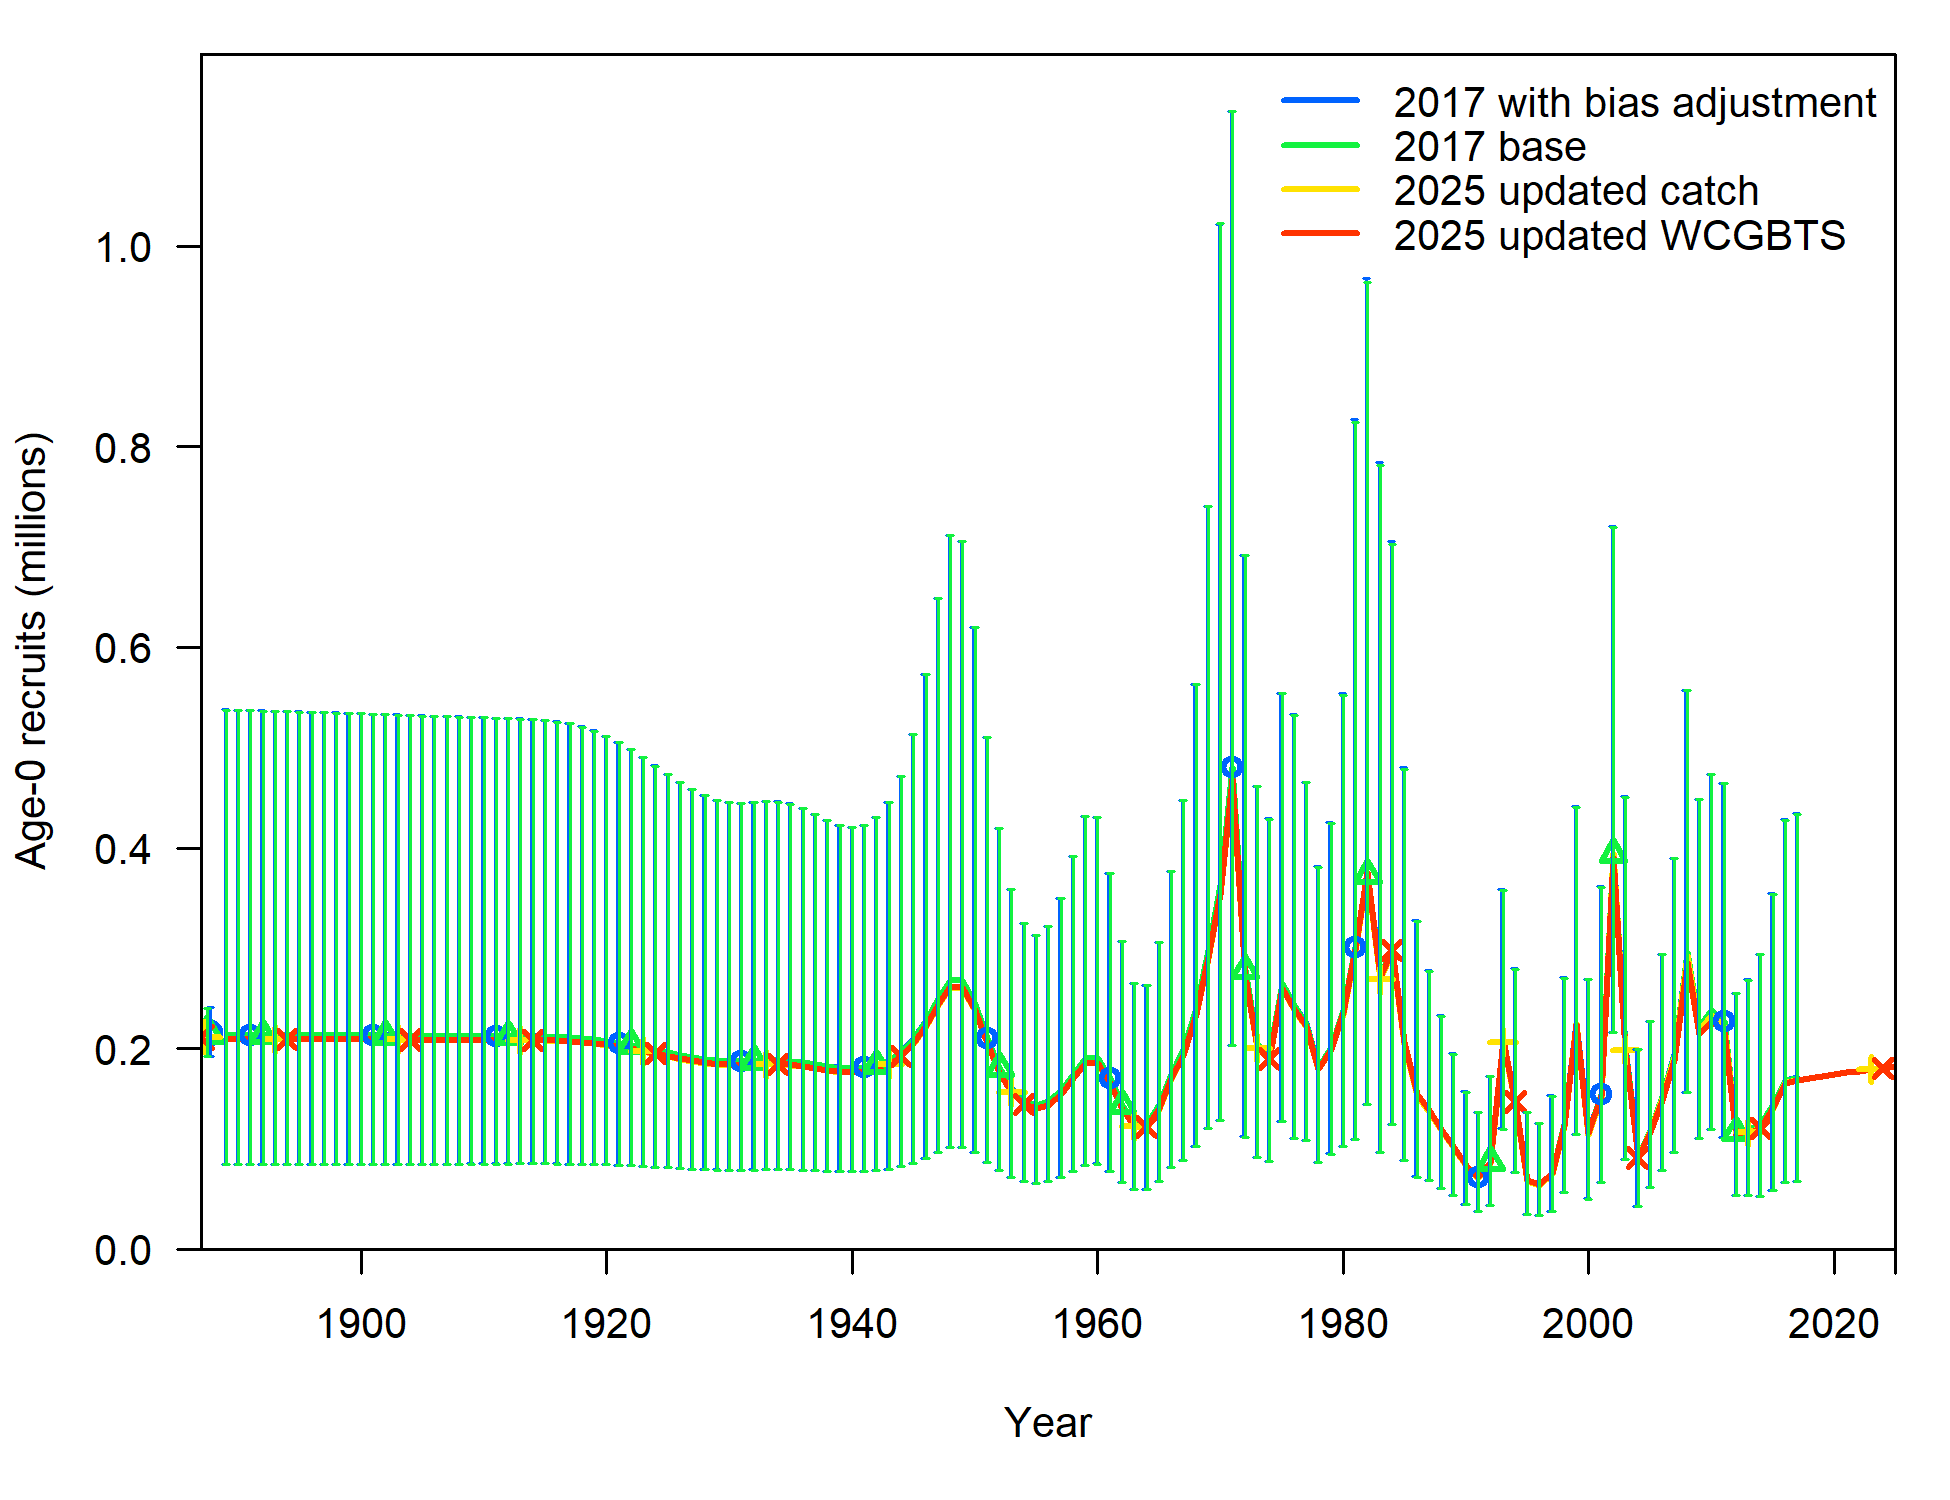 2017 with bias adjustment
2017 base
2025 updated catch
2025 updated WCGBTS
Age-0 recruits (millions)
1.0
0.8
0.6
0.4
0.2
0.0
1900 1920 1940 1960 1980 2000 2020
Year